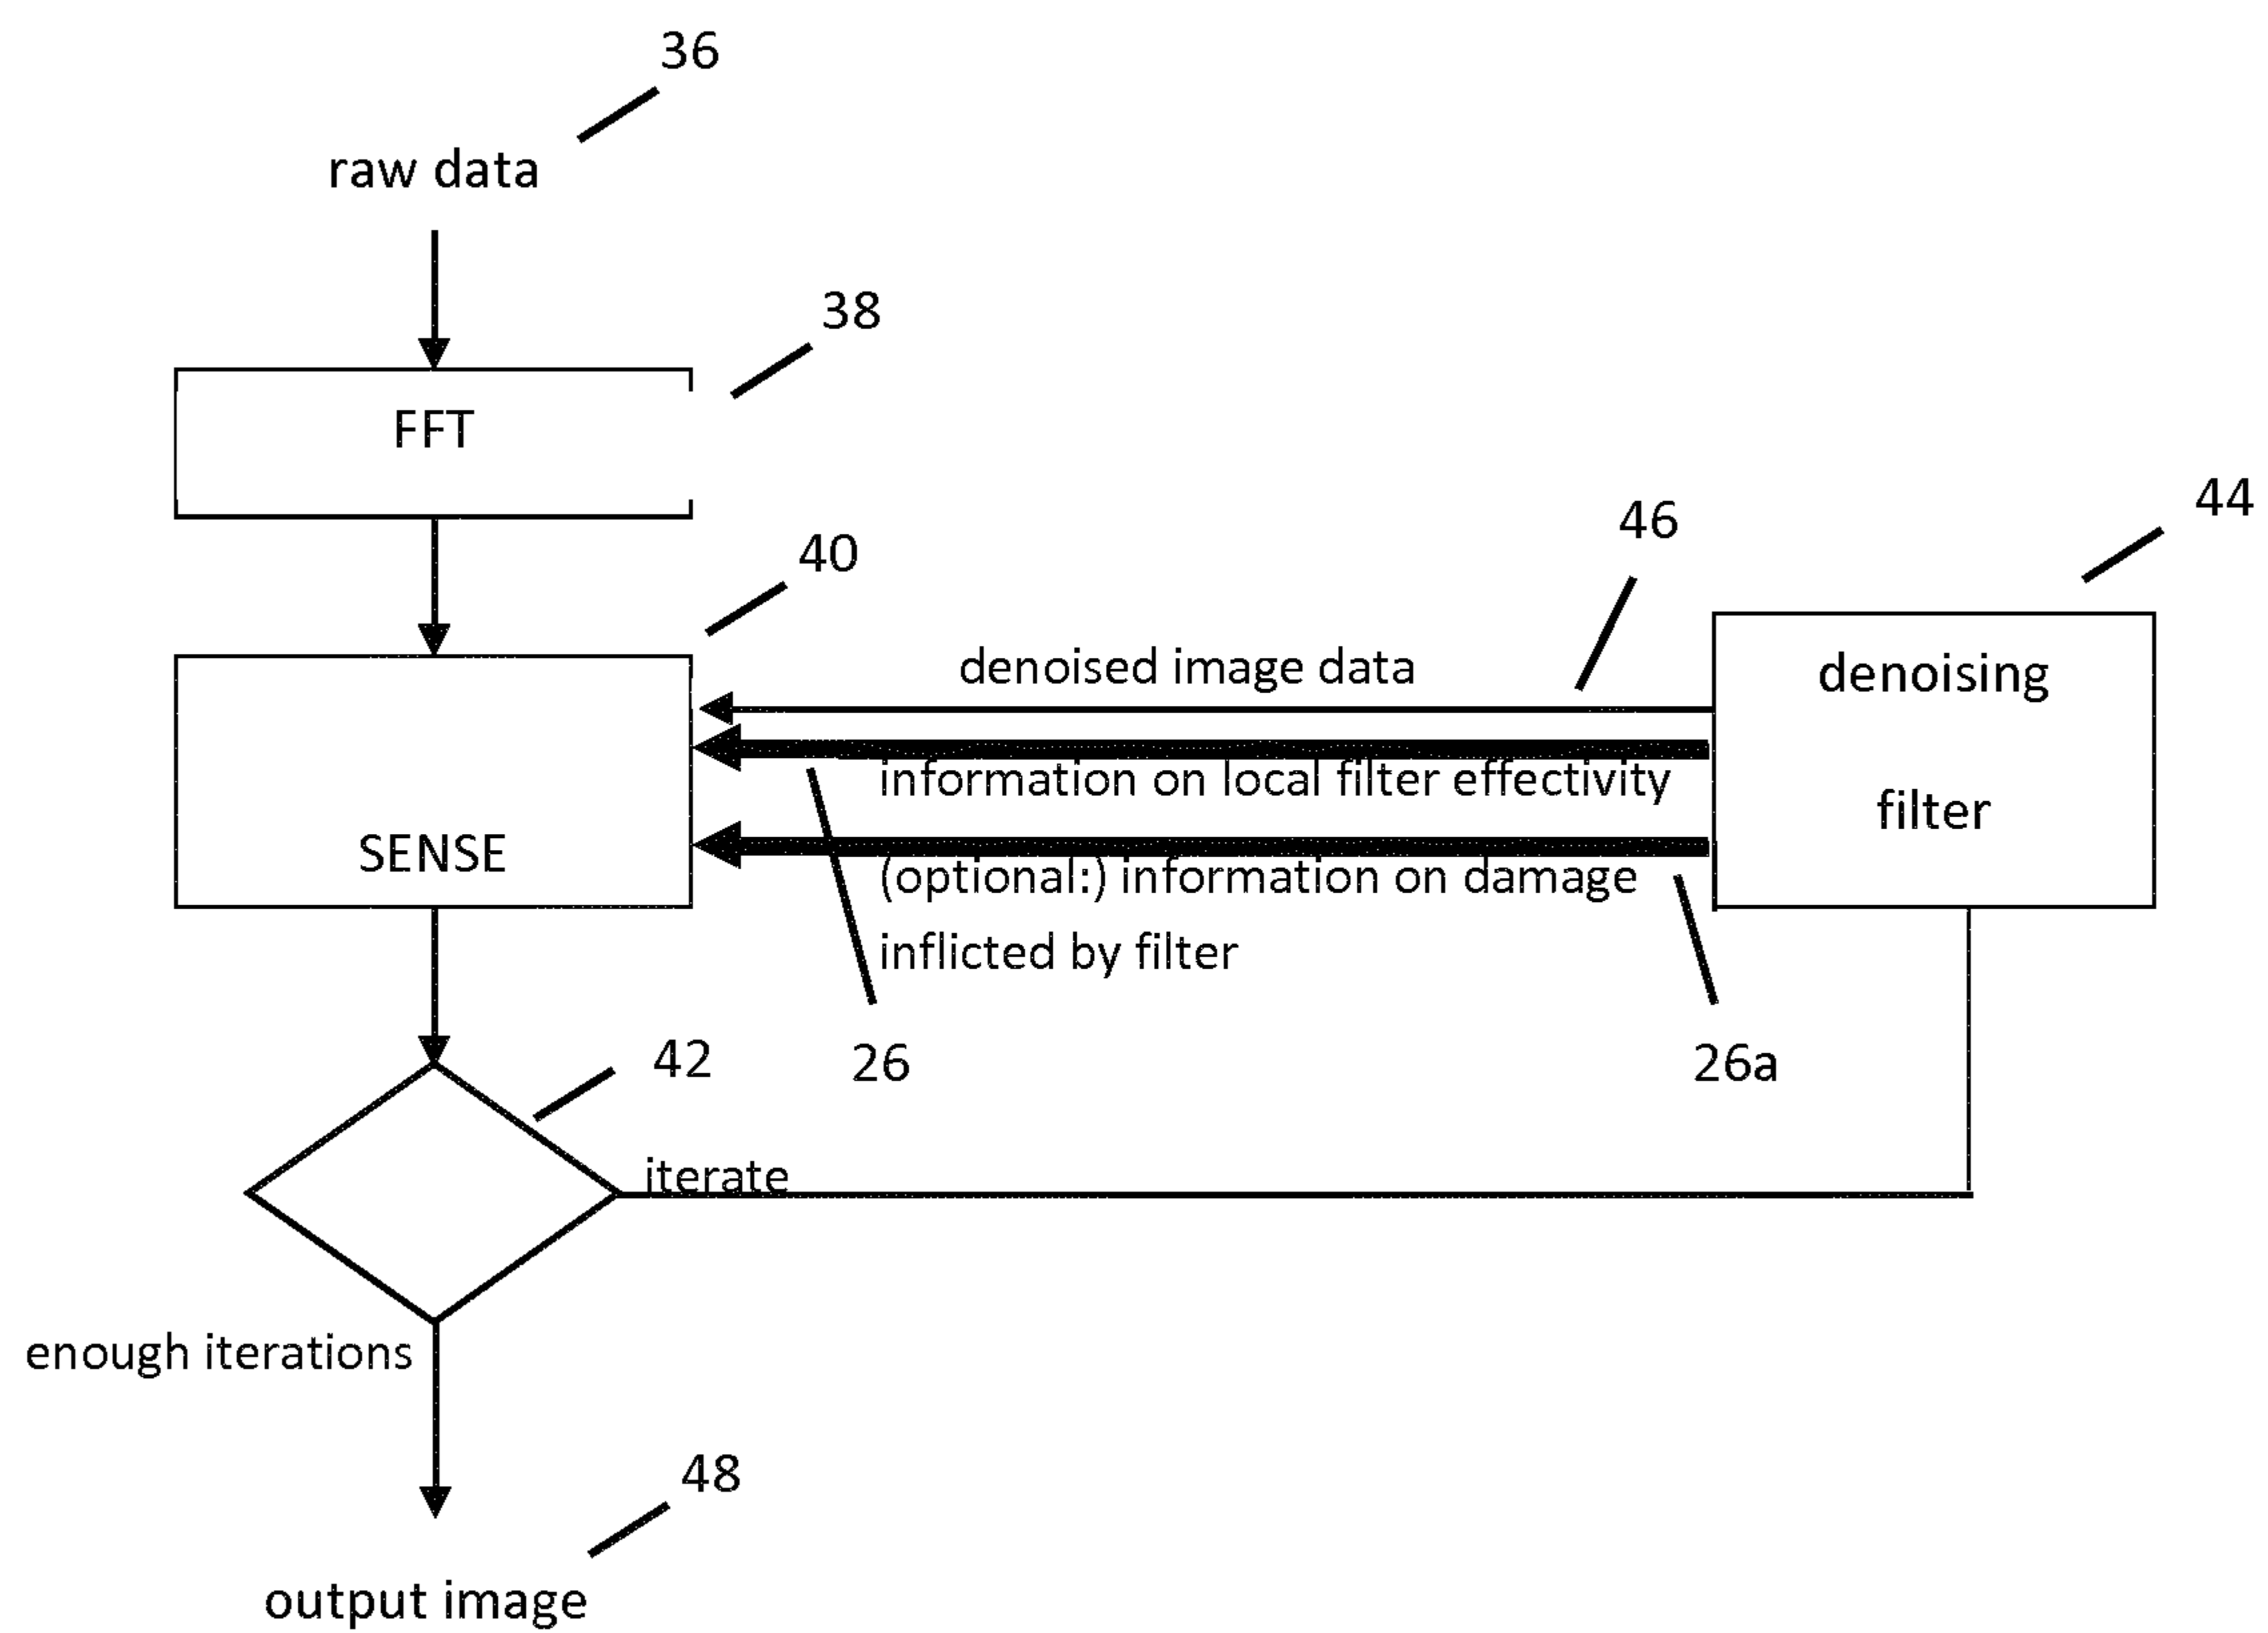 36
raw data
38
FFT
44
46
40
denoised image data
denoising
information on local filter effectivity
filter
SENSE
(optional:) information on damage
inflicted by filter
42
26
26a
iterate
enough iterations
48
output image